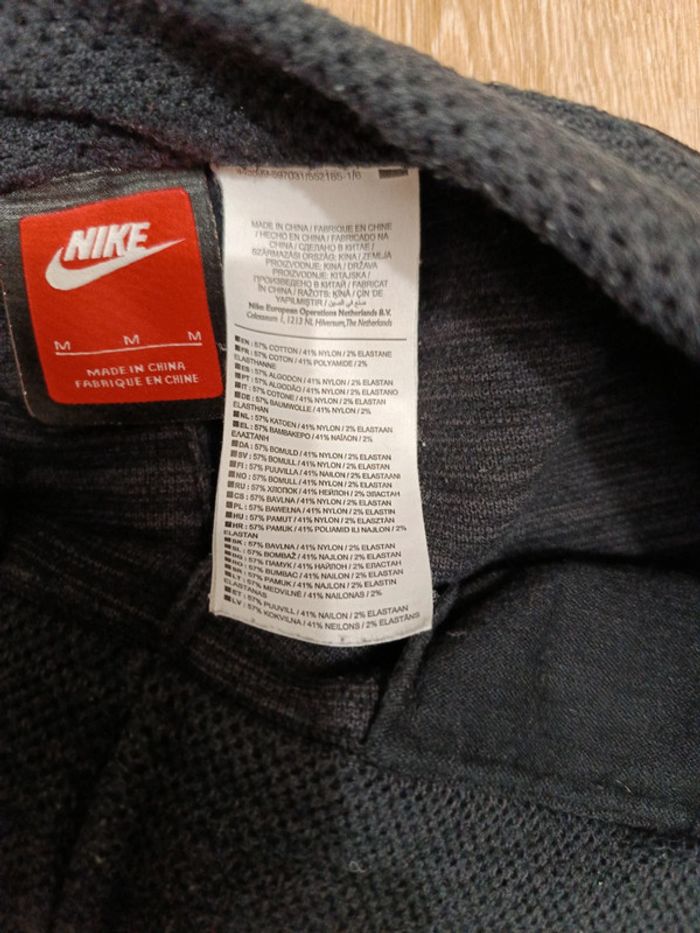 NIKE
M M M
MADE IN CHINA
FABRIQUE EN CHINE
MADE IN CHINA / FABRIQUE EN CHINE
/ HECHO EN CHINA / FABRICADO NA
CHINA / СДЕЛАНО В КИТАЕ /
SZÁRMAZÁSI ORSZÁG: KÍNA / ZEMLJA
PROIZVODNJE: KINA / DRŽAVA
PROIZVODNJE: KITAJSKA /
ПРОИЗВЕДЕНО В КИТАЙ / FABRICAT
ÎN CHINA / RAŽOTS: ĶĪNĀ / ÇİN 'DE
YAPILMIŞTIR / صنع في الصين
Nike European Operations Netherlands B.V.
Colosseum 1, 1213 NL Hilversum, The Netherlands
EN : 57% COTTON / 41% NYLON / 2% ELASTANE
FR : 57% COTON / 41% POLYAMIDE / 2%
ELASTHANNE
ES : 57% ALGODON / 41% NYLON / 2% ELASTAN
PT : 57% ALGODÃO / 41% NYLON / 2% ELASTANO
IT : 57% COTONE / 41% NYLON / 2% ELASTAN
DE : 57% BAUMWOLLE / 41% NYLON / 2%
ELASTHAN
NL : 57% KATOEN / 41% NYLON / 2% ELASTAAN
EL : 57% ΒΑΜΒΑΚΕΡΟ / 41% ΝΑΪΛΟΝ / 2%
ΕΛΑΣΤΑΝΗ
DA : 57% BOMULD / 41% NYLON / 2% ELASTAN
SV : 57% BOMULL / 41% NYLON / 2% ELASTAN
FI : 57% PUUVILLA / 41% NAILON / 2% ELASTAANI
NO : 57% BOMULL / 41% NYLON / 2% ELASTAN
RU : 57% ХЛОПОК / 41% НЕЙЛОН / 2% ЭЛАСТАН
CS : 57% BAVLNA / 41% NYLON / 2% ELASTAN
PL : 57% BAWEŁNA / 41% NYLON / 2% ELASTIN
HU : 57% PAMUT / 41% NYLON / 2% ELASZTÁN
HR : 57% PAMUK / 41% POLIAMID ILI NAJLON / 2%
ELASTAN
SK : 57% BAVLNA / 41% NYLON / 2% ELASTAN
SL : 57% BOMBAŽ / 41% NAJLON / 2% ELASTAN
BG : 57% ПАМУК / 41% НАЙЛОН / 2% ЕЛАСТАН
RO : 57% BUMBAC / 41% NAILON / 2% ELASTAN
57% PAMUK / 41% NAJLON / 2% ELASTIN
LT : 57% MEDVILNĖ / 41% NAILONAS / 2%
ELASTANAS
ET : 57% PUUVILL / 41% NAILON / 2% ELASTAAN
LV : 57% KOKVILNA / 41% NEILONS / 2% ELASTĀNS